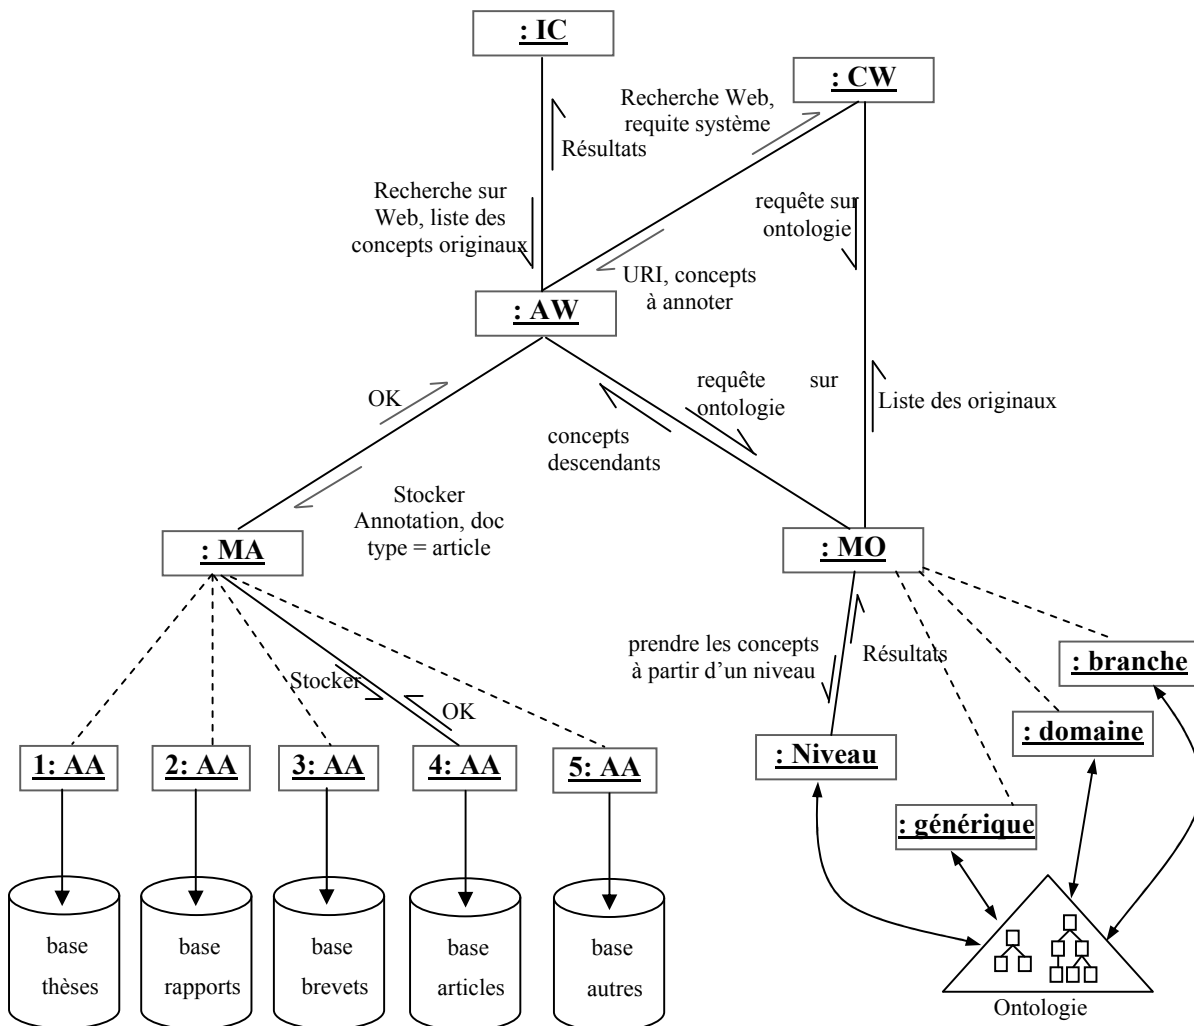 : IC
: CW
Recherche Web,
requite système
Résultats
Recherche sur
Web, liste des
concepts originaux
requête sur
ontologie
URI, concepts
à annoter
: AW
OK
requête sur
ontologie
Liste des originaux
concepts
descendants
Stocker
Annotation, doc
type = article
: MA
: MO
prendre les concepts
à partir d’un niveau
Résultats
: branche
Stocker
OK
: domaine
1: AA
2: AA
3: AA
4: AA
5: AA
: Niveau
: générique
base
thèses
base
rapports
base
brevets
base
articles
base
autres
Ontologie